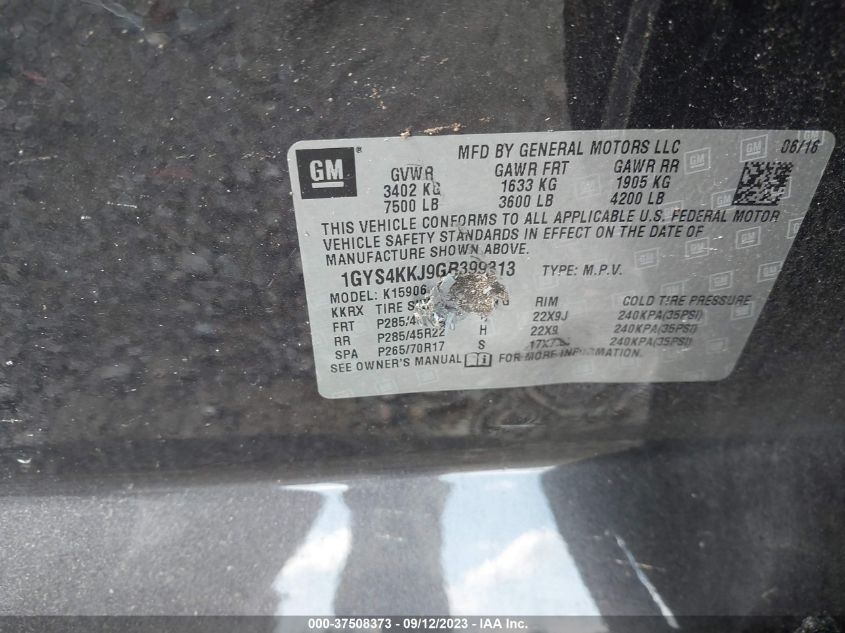 GM
MFD BY GENERAL MOTORS LLC 06/16
GVWR GAWR FRT GAWR RR
3402 KG 1633 KG 1905 KG
7500 LB 3600 LB 4200 LB
THIS VEHICLE CONFORMS TO ALL APPLICABLE U.S. FEDERAL MOTOR
VEHICLE SAFETY STANDARDS IN EFFECT ON THE DATE OF
MANUFACTURE SHOWN ABOVE.
1GYS4KKJ9GR399313 TYPE: M.P.V.
MODEL: K15906
KKRX TIRE RIM COLD TIRE PRESSURE
FRT 22X9J 240KPA(35PSI)
RR P285/45R22 H 22X9 240KPA(35PSI)
SPA P265/70R17 S 240KPA(35PSI)
SEE OWNER'S MANUAL FOR MORE INFORMATION.
000-37508373 - 09/12/2023 - IAA Inc.